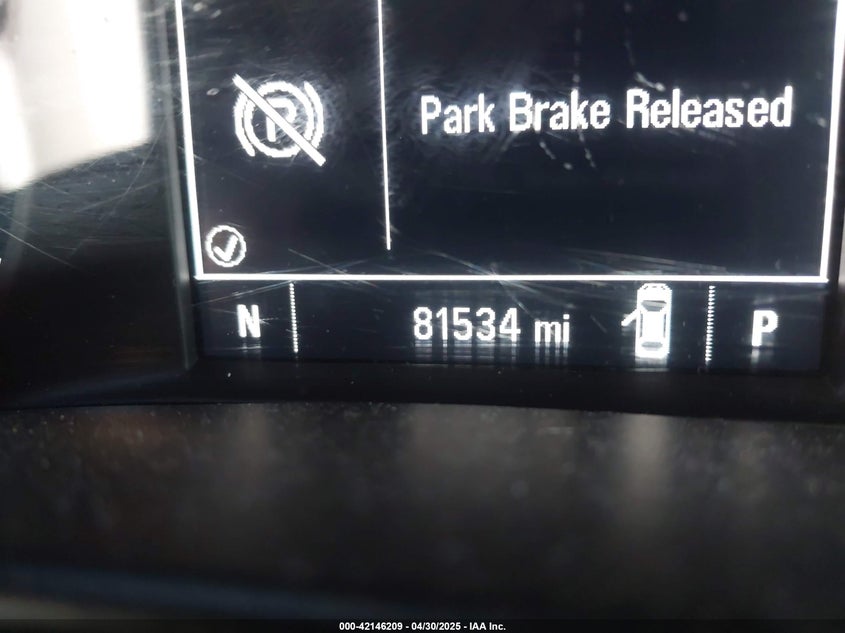 Park Brake Released
N 81534 mi P
000-42146209 - 04/30/2025 - IAA Inc.